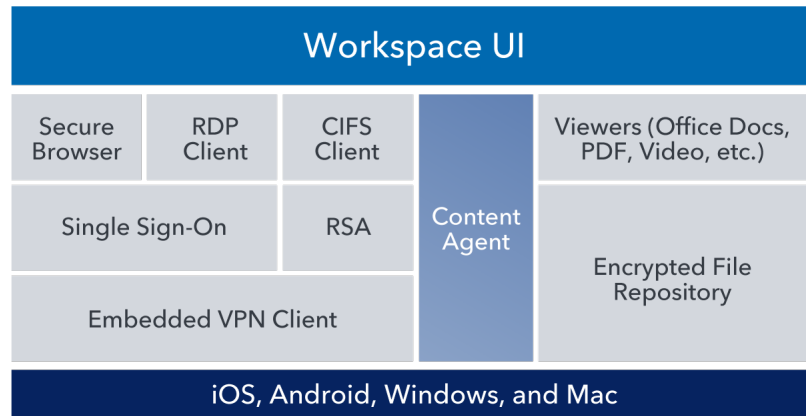 Workspace UI
Secure
Browser
RDP
Client
CIFS
Client
Content
Agent
Viewers (Office Docs,
PDF, Video, etc.)
Single Sign-On
RSA
Encrypted File
Repository
Embedded VPN Client
iOS, Android, Windows, and Mac